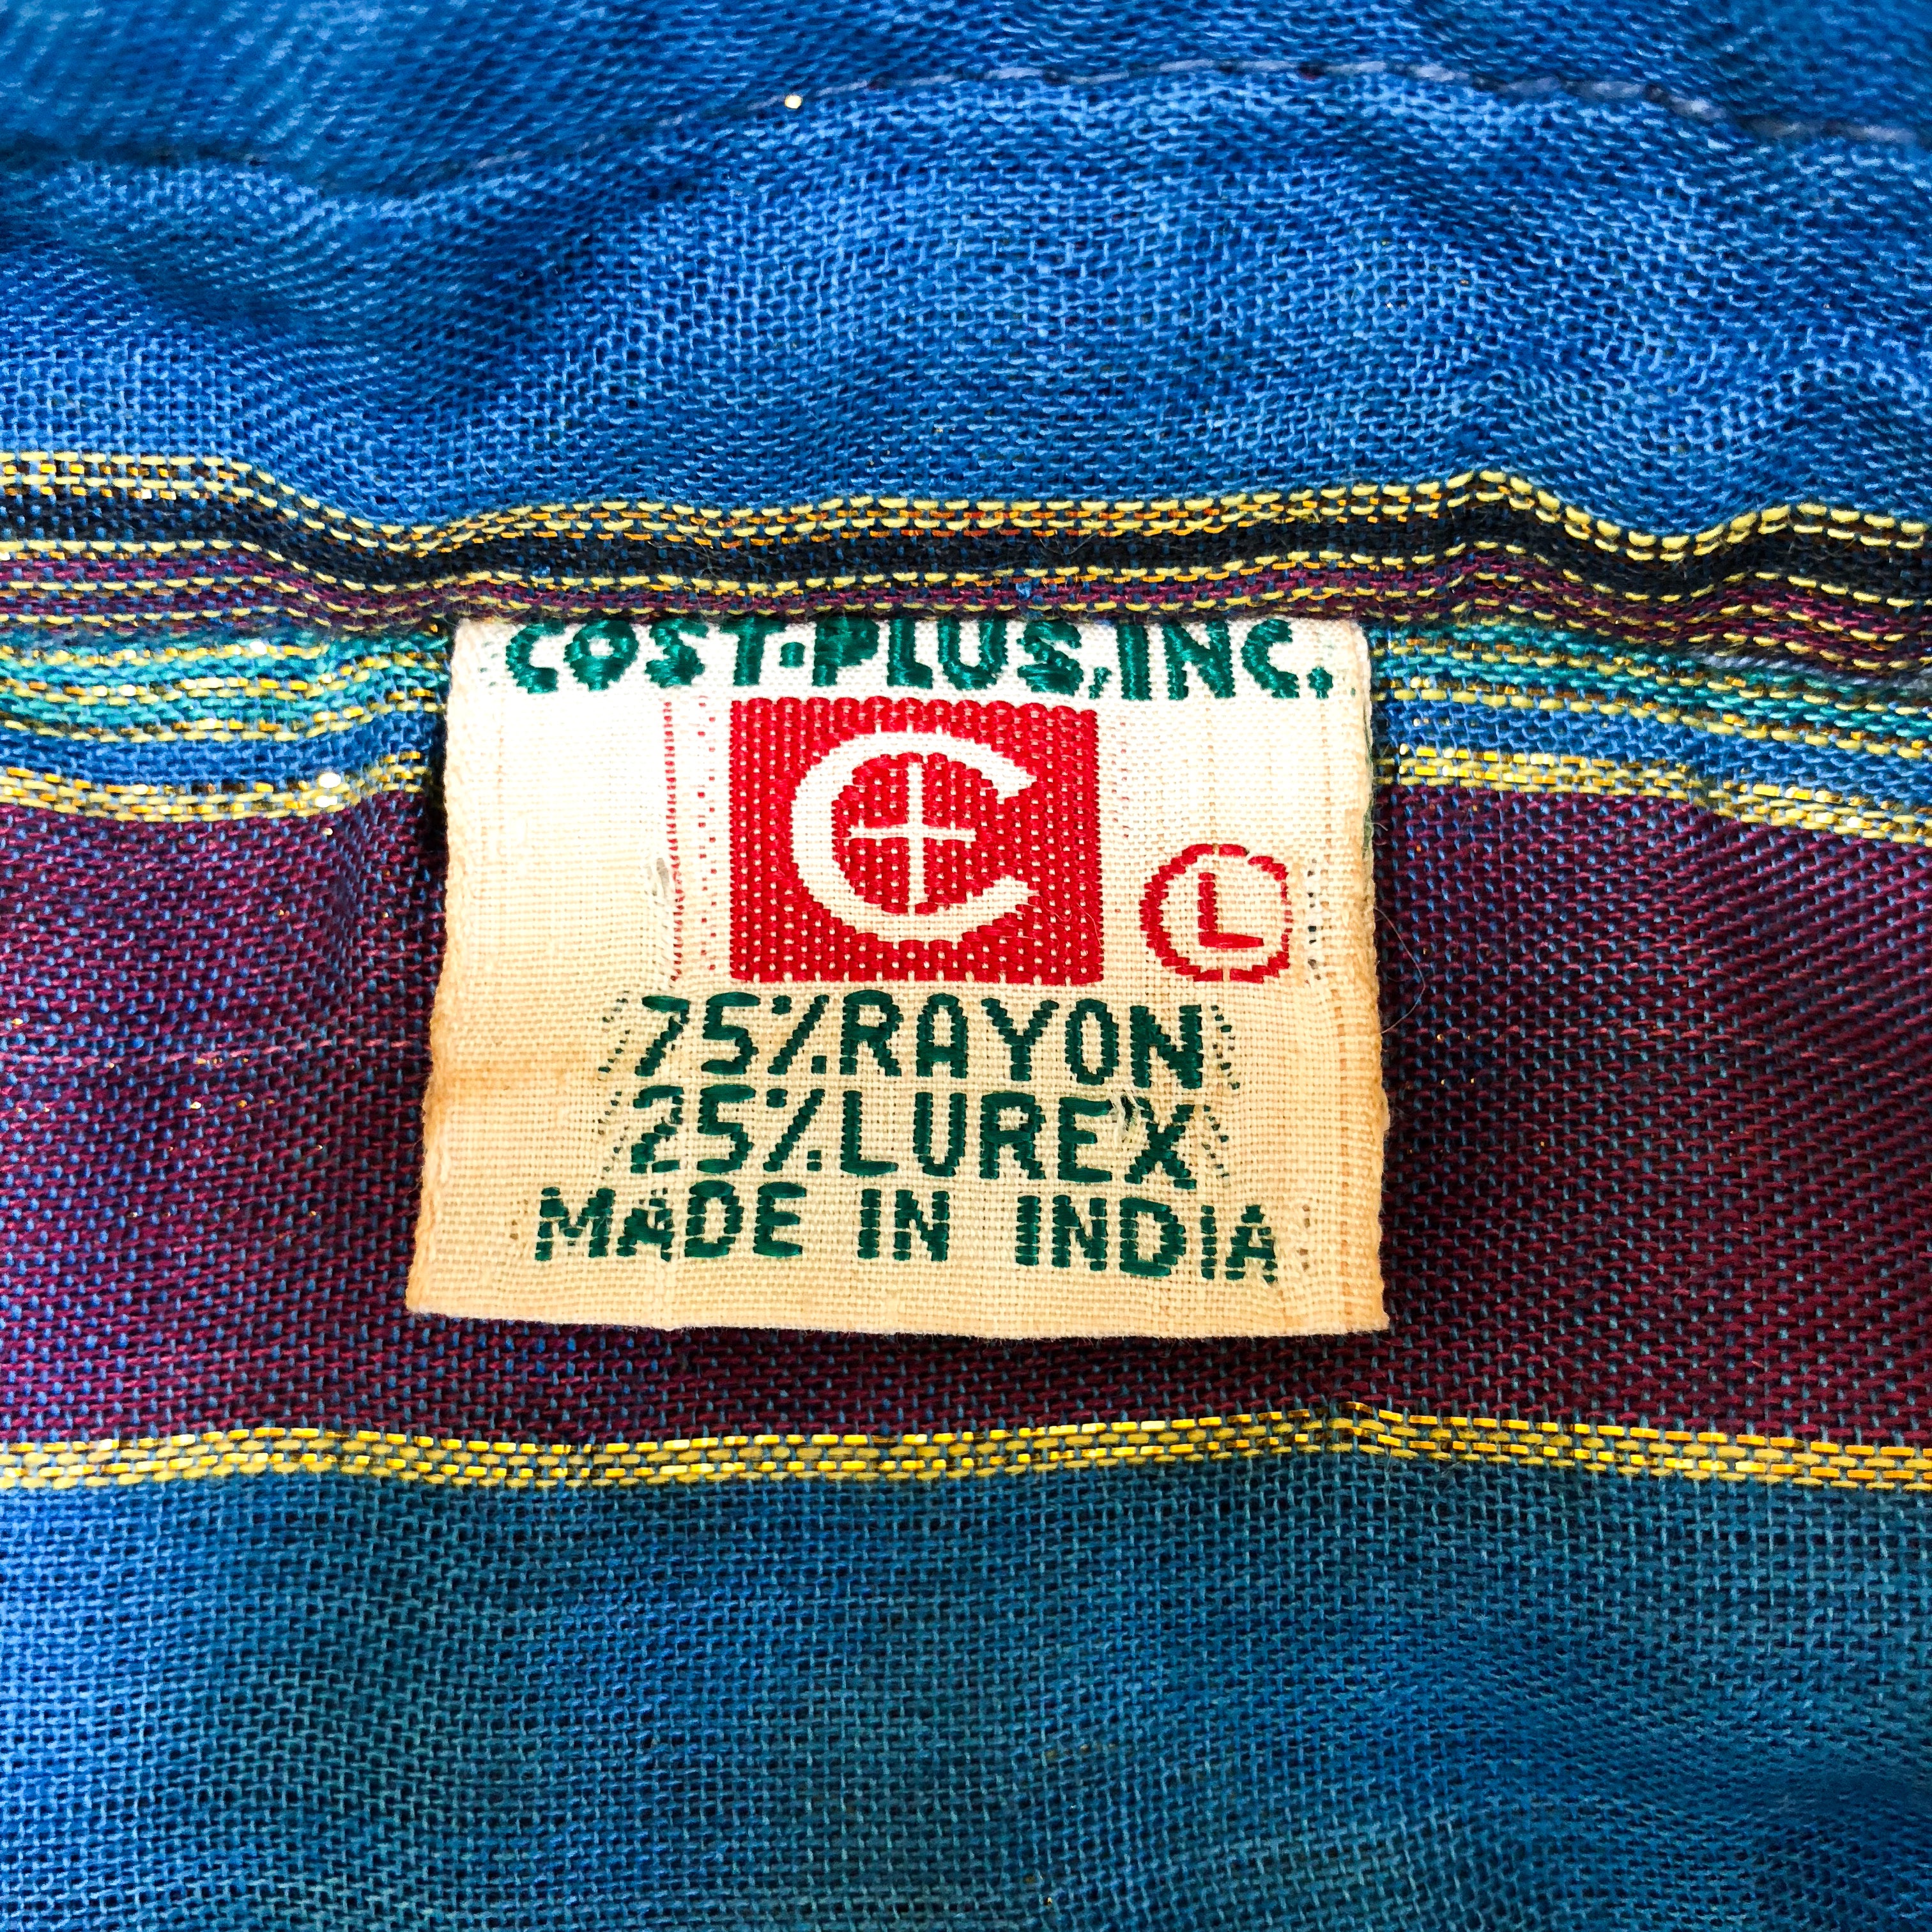 COST·PLUS, INC.
C
L
75% RAYON
25% LUREX
MADE IN INDIA